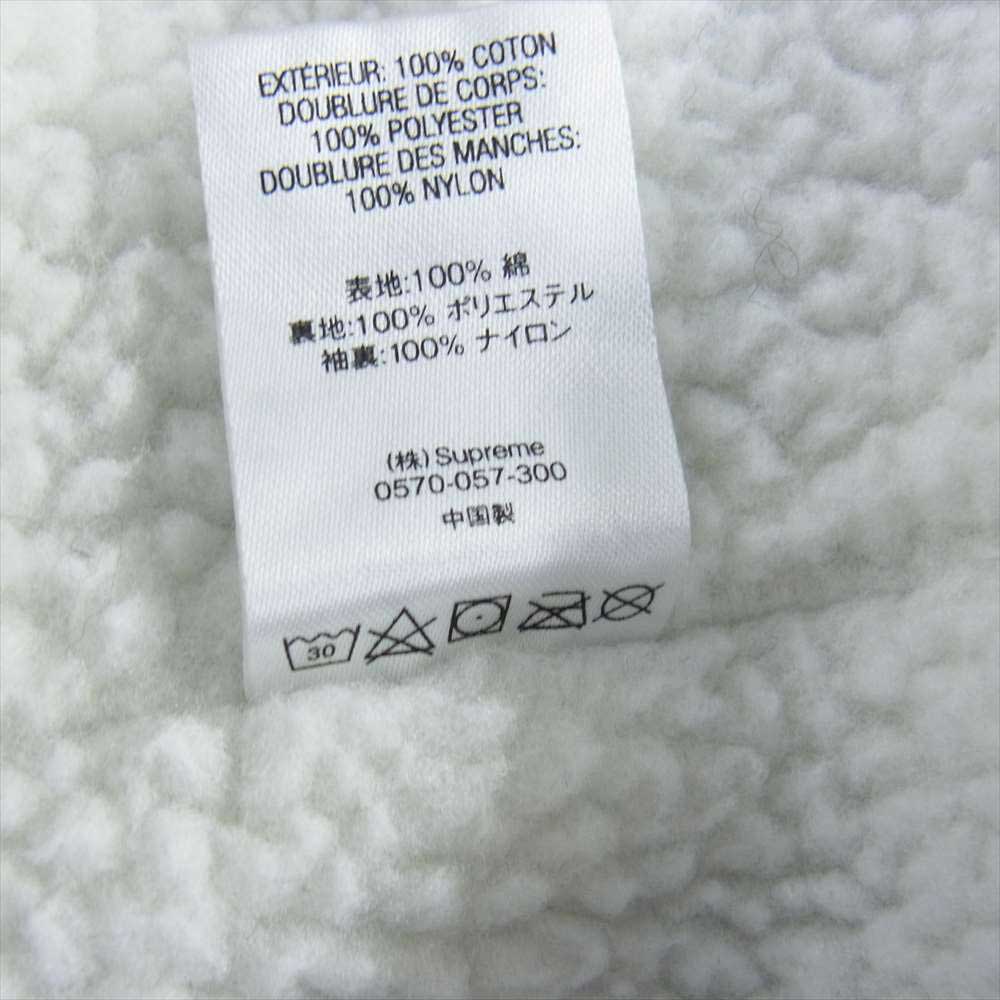 EXTÉRIEUR: 100% COTON
DOUBLURE DE CORPS:
100% POLYESTER
DOUBLURE DES MANCHES:
100% NYLON
表地:100% 綿
裏地:100% ポリエステル
袖裏:100% ナイロン
(株)Supreme
0570-057-300
中国製
30